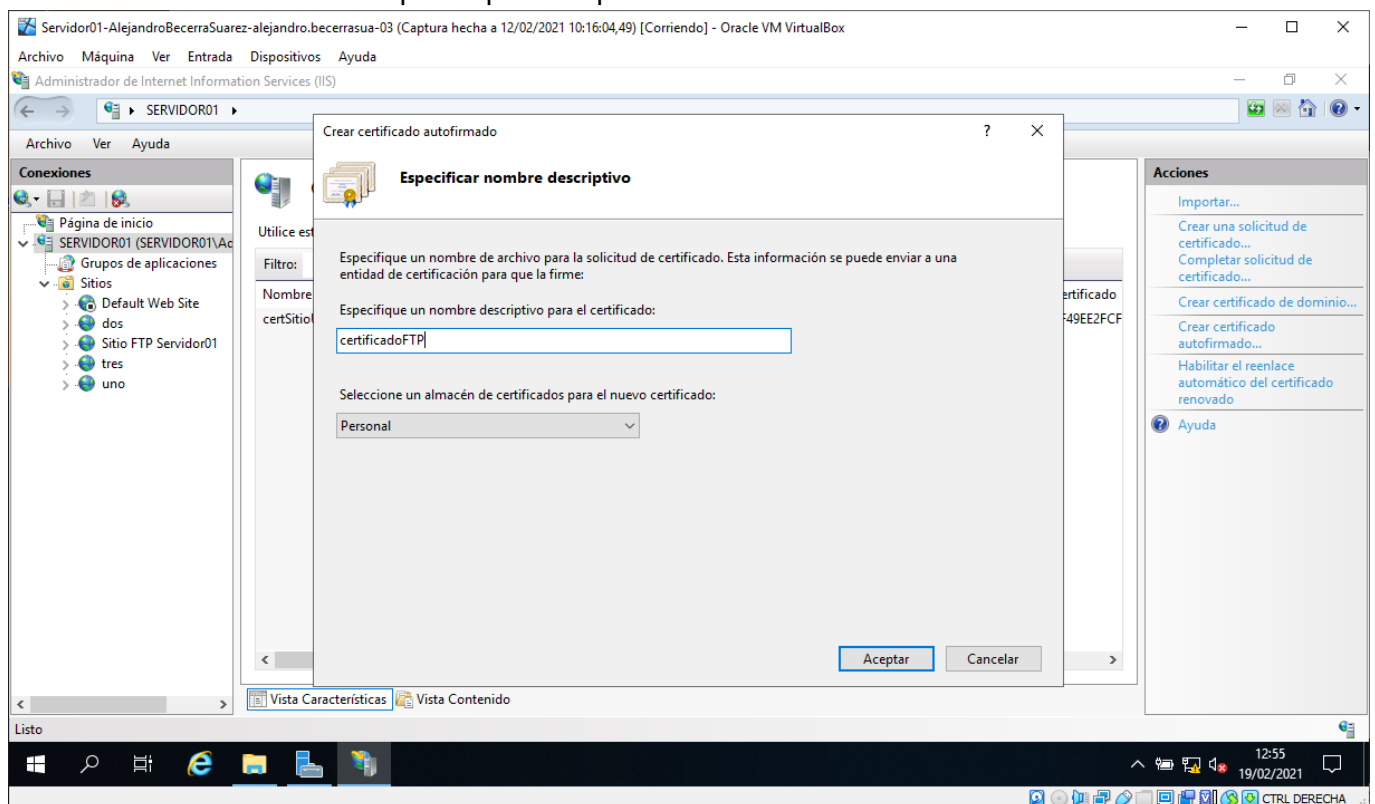 Servidor01-AlejandroBecerraSuarez-alejandro.becerrasua-03 (Captura hecha a 12/02/2021 10:16:04,49) [Corriendo] - Oracle VM VirtualBox
Archivo Máquina Ver Entrada Dispositivos Ayuda
Administrador de Internet Information Services (IIS)
SERVIDOR01
Archivo Ver Ayuda
Conexiones
Página de inicio
SERVIDOR01 (SERVIDOR01\Ad
Grupos de aplicaciones
Sitios
Default Web Site
dos
Sitio FTP Servidor01
tres
uno
Utilice est
Filtro:
Nombre
certSitio
Crear certificado autofirmado
?
Especificar nombre descriptivo
Especifique un nombre de archivo para la solicitud de certificado. Esta información se puede enviar a una
entidad de certificación para que la firme:
Especifique un nombre descriptivo para el certificado:
certificadoFTP
Seleccione un almacén de certificados para el nuevo certificado:
Personal
Aceptar Cancelar
ertificado
F49EE2FCF
Acciones
Importar...
Crear una solicitud de
certificado...
Completar solicitud de
certificado...
Crear certificado de dominio...
Crear certificado
autofirmado...
Habilitar el reenlace
automático del certificado
renovado
Ayuda
Vista Características Vista Contenido
Listo
12:55
19/02/2021
CTRL DERECHA